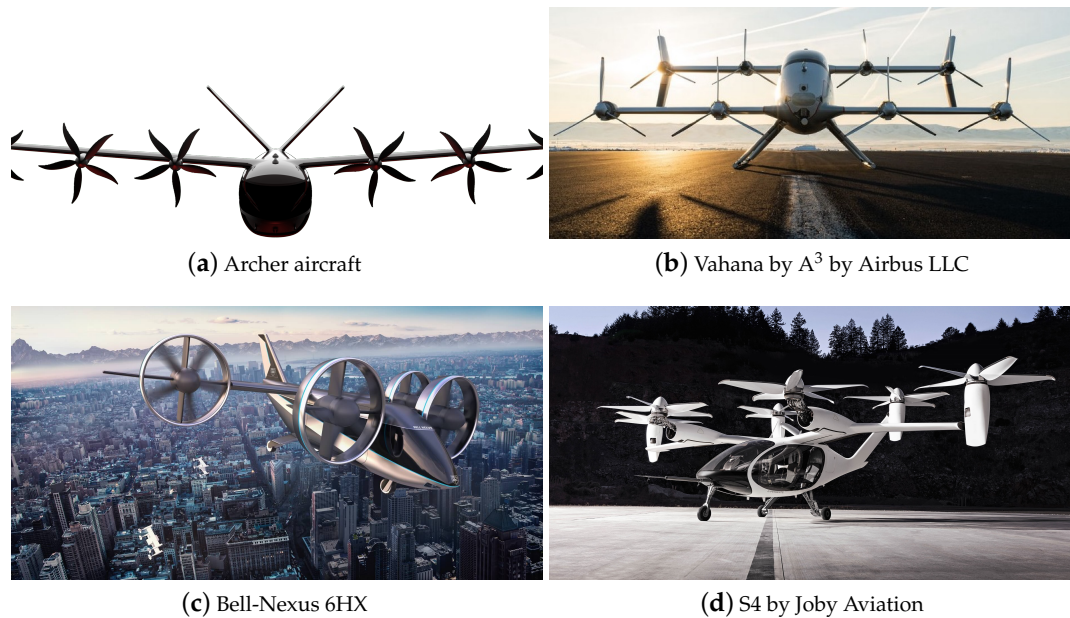 (a) Archer aircraft
(b) Vahana by A³ by Airbus LLC
(c) Bell-Nexus 6HX
(d) S4 by Joby Aviation